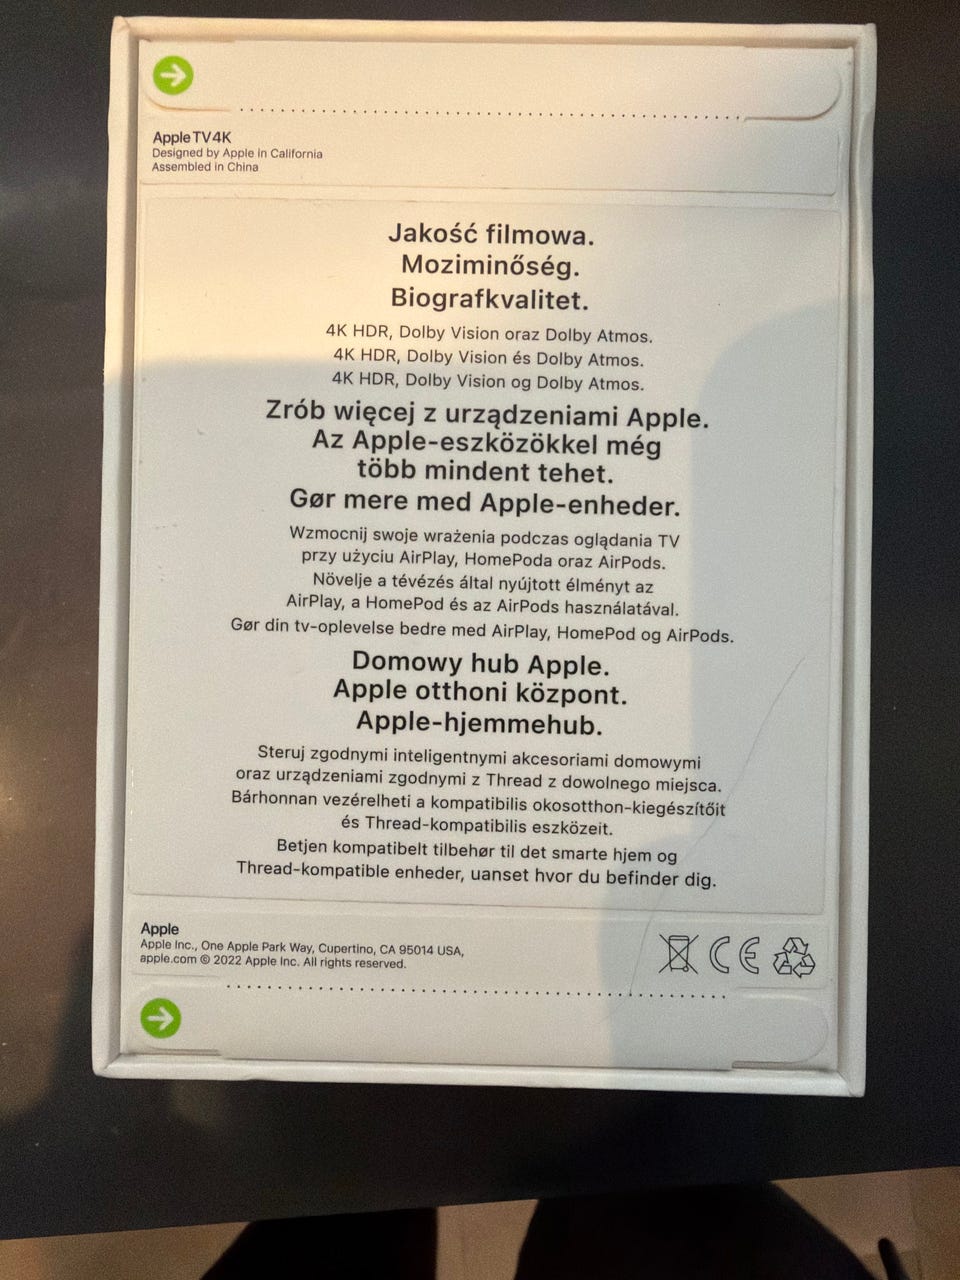 Apple TV 4K
Designed by Apple in California
Assembled in China
Jakość filmowa.
Moziminőség.
Biografkvalitet.
4K HDR, Dolby Vision oraz Dolby Atmos.
4K HDR, Dolby Vision és Dolby Atmos.
4K HDR, Dolby Vision og Dolby Atmos.
Zrób więcej z urządzeniami Apple.
Az Apple-eszközökkel még
több mindent tehet.
Gør mere med Apple-enheder.
Wzmocnij swoje wrażenia podczas oglądania TV
przy użyciu AirPlay, HomePoda oraz AirPods.
Növelje a tévézés által nyújtott élményt az
AirPlay, a HomePod és az AirPods használatával.
Gør din tv-oplevelse bedre med AirPlay, HomePod og AirPods.
Domowy hub Apple.
Apple otthoni központ.
Apple-hjemmehub.
Steruj zgodnymi inteligentnymi akcesoriami domowymi
oraz urządzeniami zgodnymi z Thread z dowolnego miejsca.
Bárhonnan vezérelheti a kompatibilis okosotthon-kiegészítőit
és Thread-kompatibilis eszközeit.
Betjen kompatibelt tilbehør til det smarte hjem og
Thread-kompatible enheder, uanset hvor du befinder dig.
Apple
Apple Inc., One Apple Park Way, Cupertino, CA 95014 USA,
apple.com © 2022 Apple Inc. All rights reserved.
CE